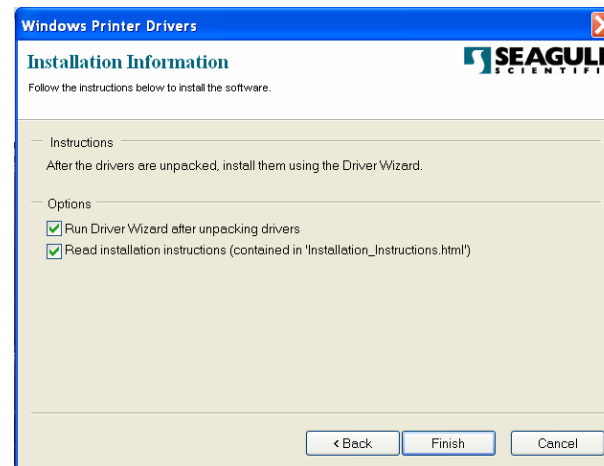 Windows Printer Drivers
Installation Information
SEAGULL
SCIENTIFI
Follow the instructions below to install the software.
Instructions
After the drivers are unpacked, install them using the Driver Wizard.
Options
Run Driver Wizard after unpacking drivers
Read installation instructions (contained in 'Installation_Instructions.html')
< Back
Finish
Cancel